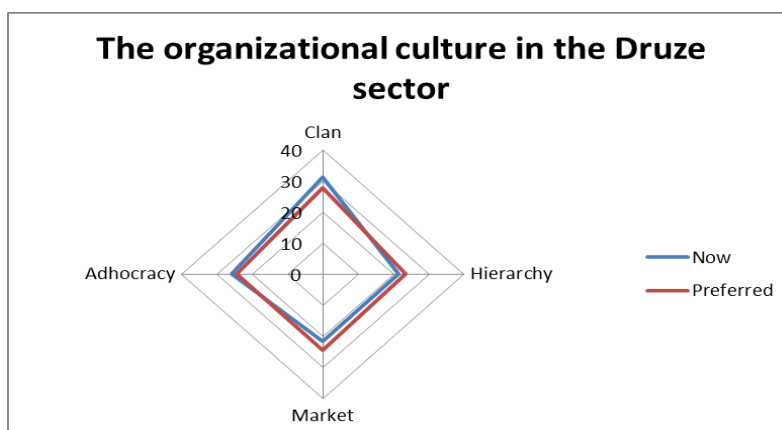 The organizational culture in the Druze
sector
Clan
40
30
20
10
0
Adhocracy
Hierarchy
Market
Now
Preferred